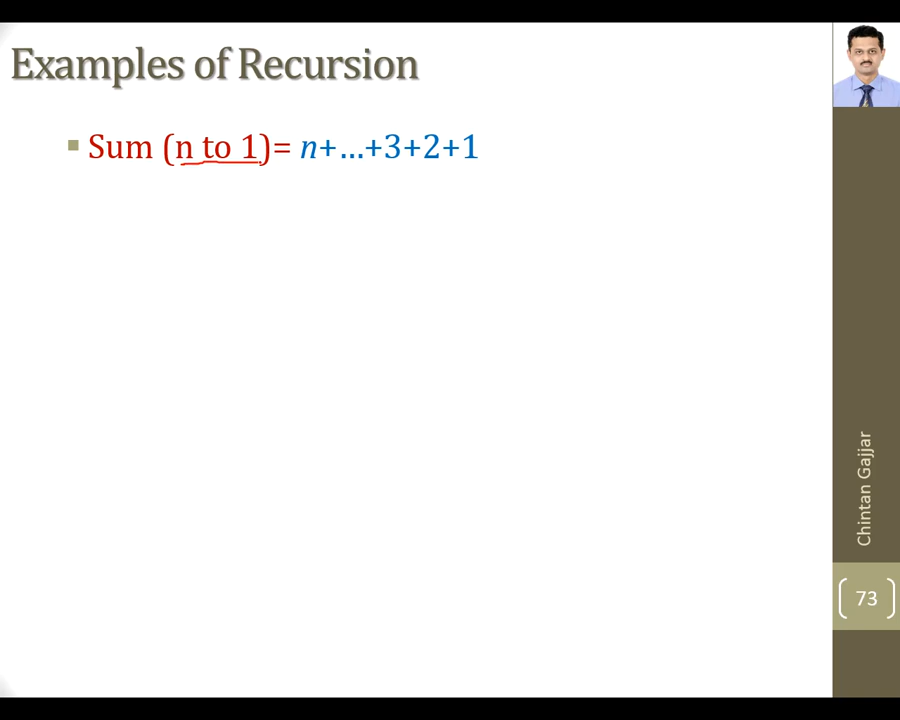 Examples of Recursion
Sum (n to 1)= n+...+3+2+1
Chintan Gajjar
73